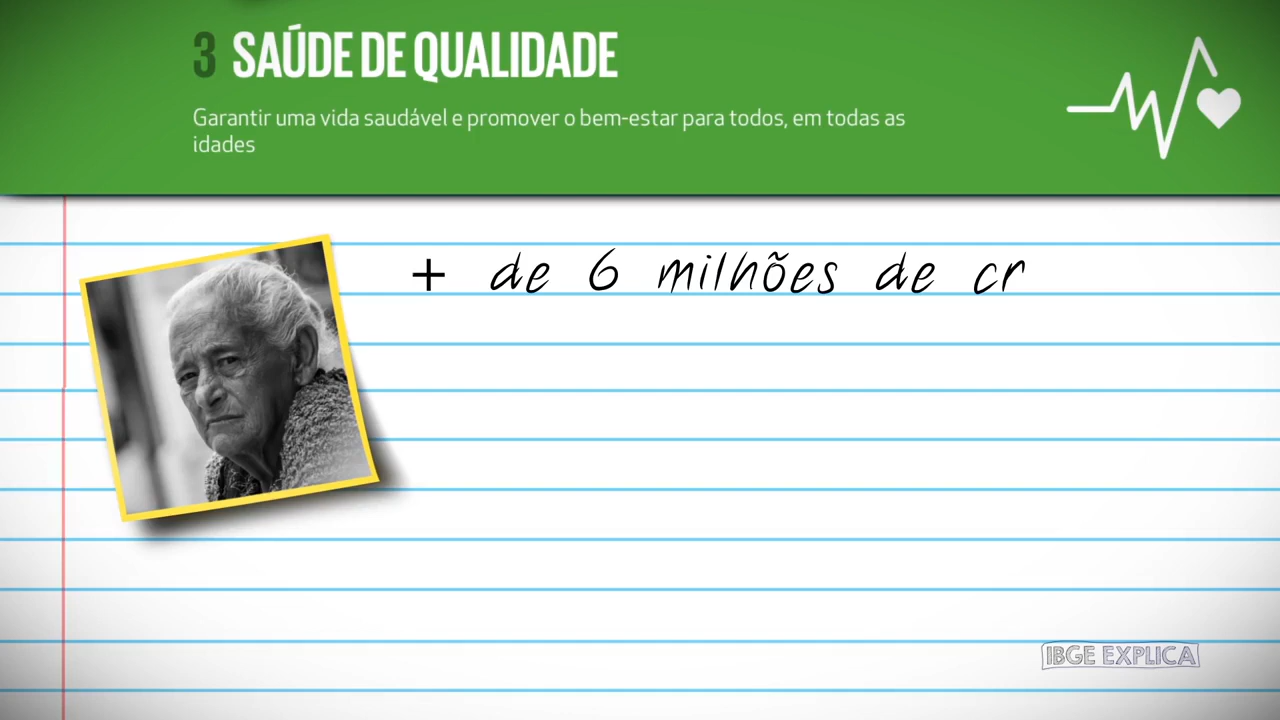 3 SAÚDE DE QUALIDADE
Garantir uma vida saudável e promover o bem-estar para todos, em todas as
idades
+ de 6 milhões de cr
IBGE EXPLICA